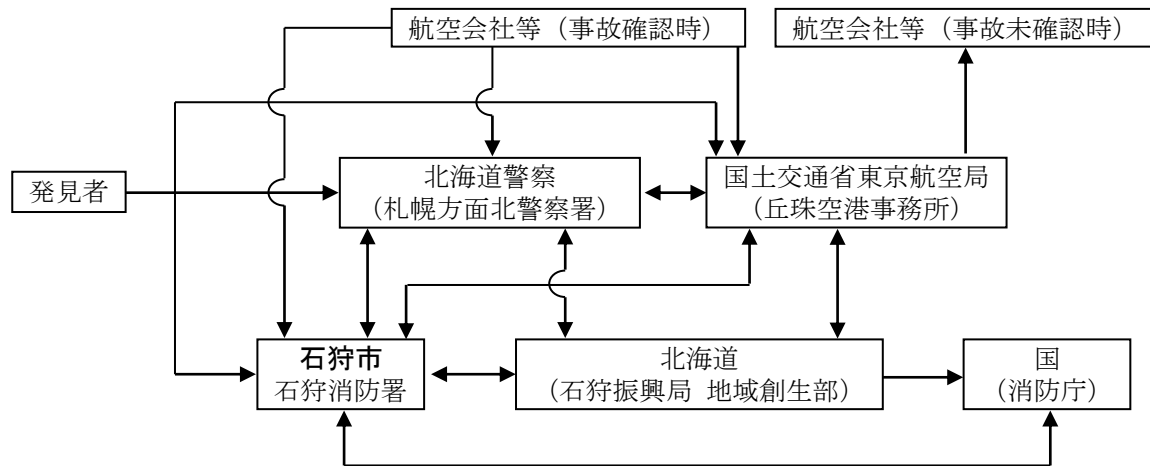 航空会社等(事故確認時)
航空会社等(事故未確認時)
発見者
北海道警察
(札幌方面北警察署)
国土交通省東京航空局
(丘珠空港事務所)
石狩市
石狩消防署
北海道
(石狩振興局 地域創生部)
国
(消防庁)